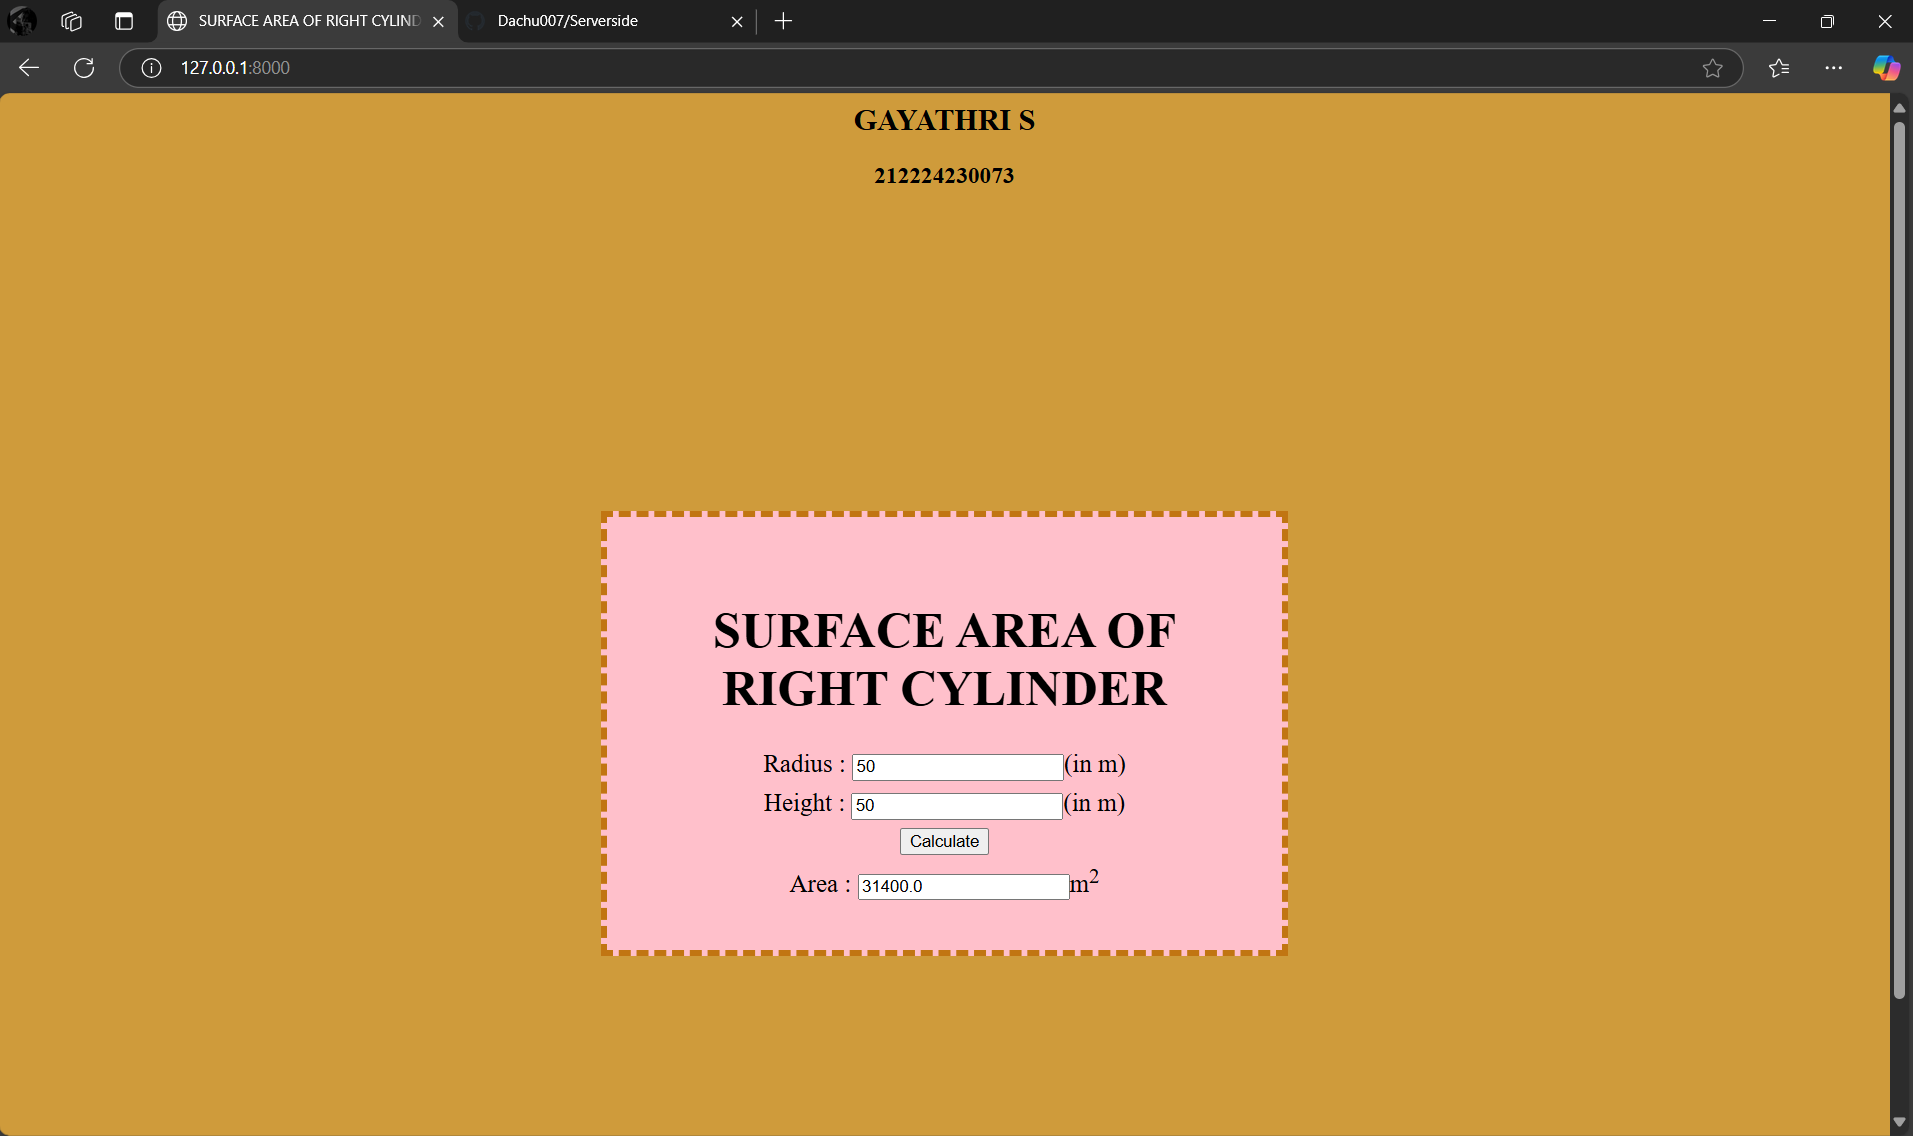 SURFACE AREA OF RIGHT CYLIND
Dachu007/Serverside
127.0.0.1:8000
GAYATHRI S
212224230073
SURFACE AREA OF
RIGHT CYLINDER
Radius : 50 (in m)
Height : 50 (in m)
Calculate
Area : 31400.0 m²